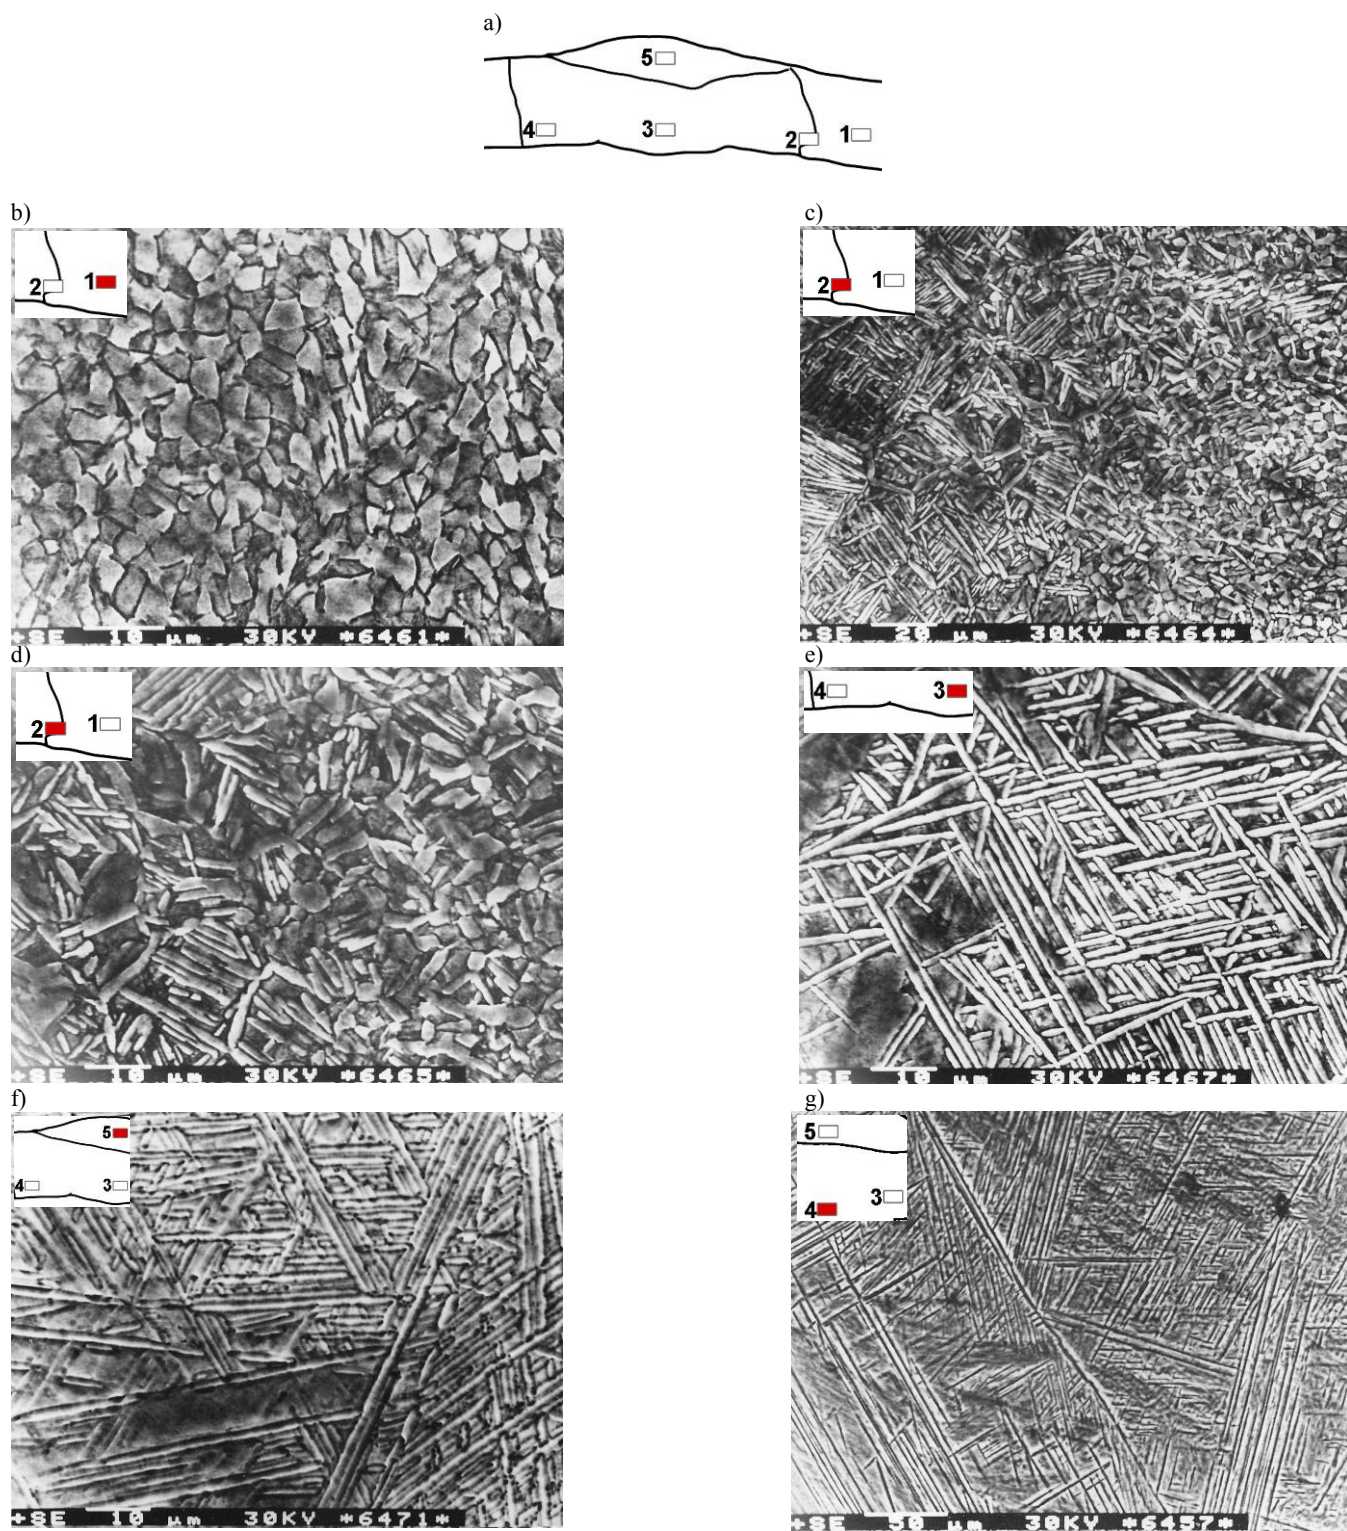 a)
5
4 3 2 1
b)
2 1
+SE 10 µm 30KV *6461*
c)
2 1
+SE 20 µm 30KV *6464*
d)
2 1
+SE 10 µm 30KV *6465*
e)
4 3
+SE 10 µm 30KV *6467*
f)
5
4 3
+SE 10 µm 30KV *6471*
g)
5
3
4
+SE 50 µm 30KV *6457*